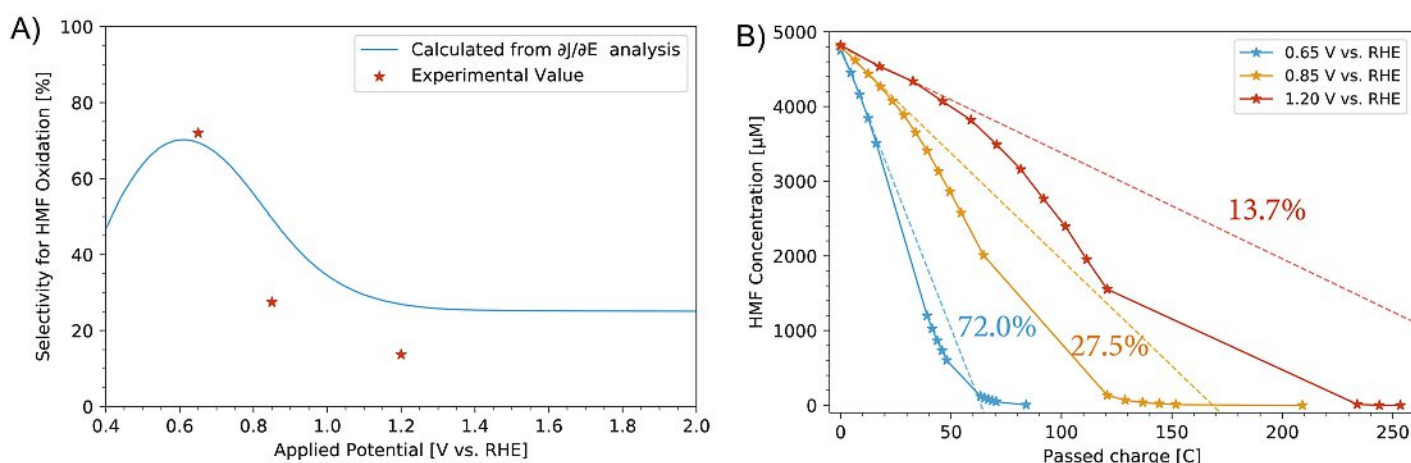 A)
Selectivity for HMF Oxidation [%]
100
80
60
40
20
0
Calculated from ∂J/∂E analysis
Experimental Value
0.4 0.6 0.8 1.0 1.2 1.4 1.6 1.8 2.0
Applied Potential [V vs. RHE]
B)
HMF Concentration [µM]
5000
4000
3000
2000
1000
0
0.65 V vs. RHE
0.85 V vs. RHE
1.20 V vs. RHE
13.7%
72.0%
27.5%
0 50 100 150 200 250
Passed charge [C]